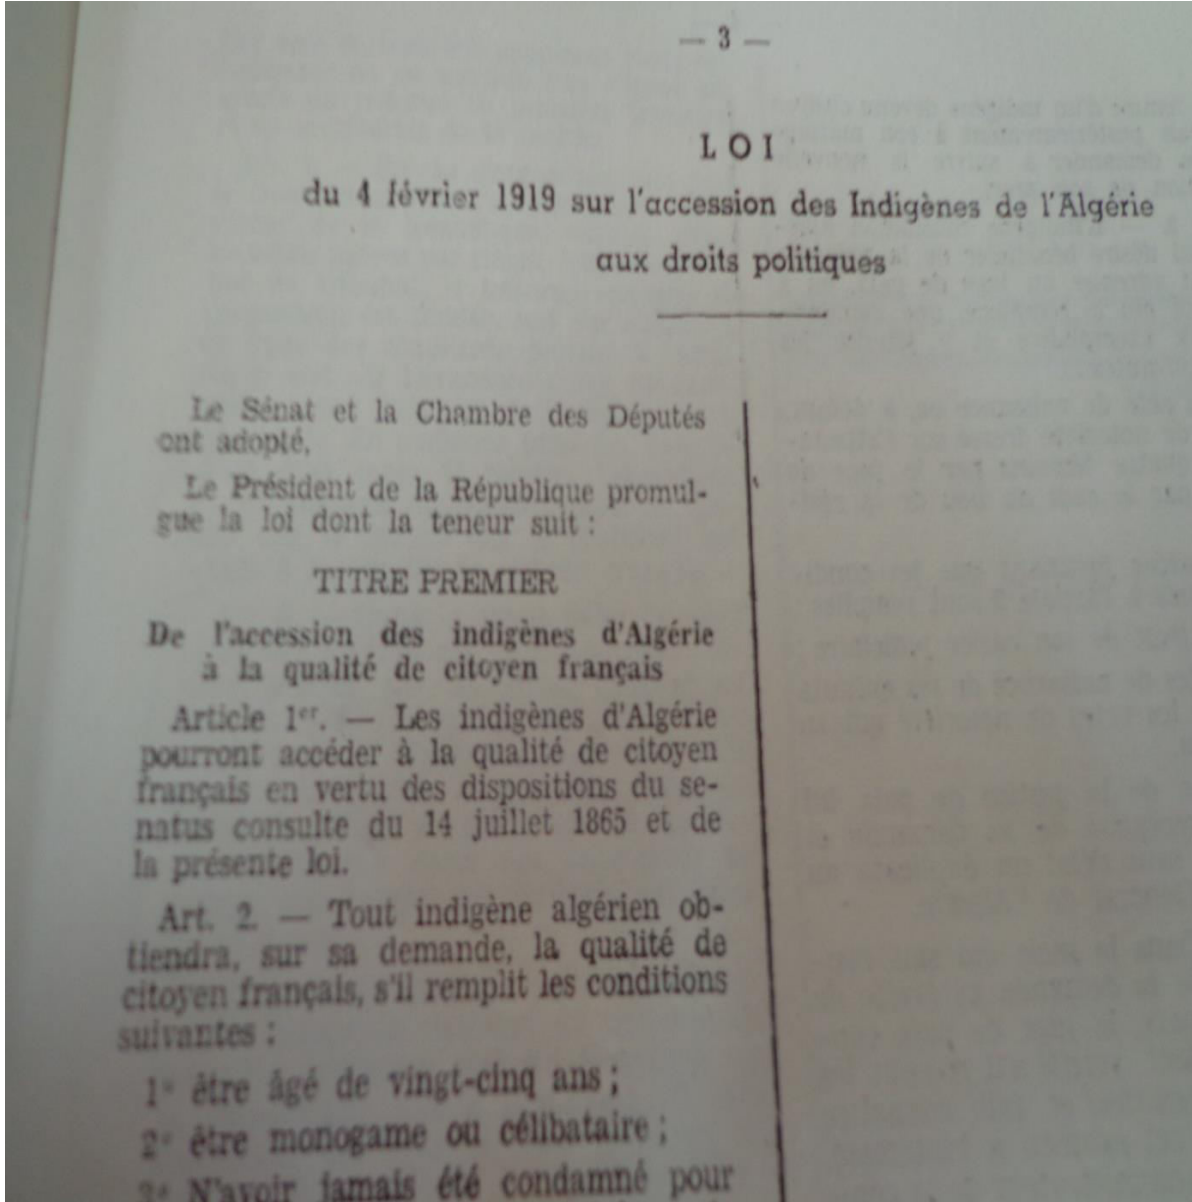 — 3 —
LOI
du 4 février 1919 sur l'accession des Indigènes de l'Algérie
aux droits politiques
Le Sénat et la Chambre des Députés
ont adopté,
Le Président de la République promul-
gue la loi dont la teneur suit :
TITRE PREMIER
De l'accession des indigènes d'Algérie
à la qualité de citoyen français
Article 1er. — Les indigènes d'Algérie
pourront accéder à la qualité de citoyen
français en vertu des dispositions du se-
natus consulte du 14 juillet 1865 et de
la présente loi.
Art. 2. — Tout indigène algérien ob-
tiendra, sur sa demande, la qualité de
citoyen français, s'il remplit les conditions
suivantes :
1° être âgé de vingt-cinq ans ;
2° être monogame ou célibataire ;
3° N'avoir jamais été condamné pour